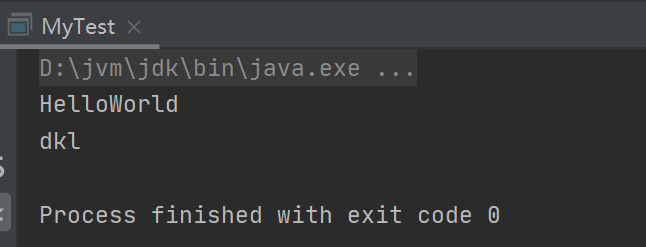 MyTest
D:\jvm\jdk\bin\java.exe ...
HelloWorld
dkl
Process finished with exit code 0